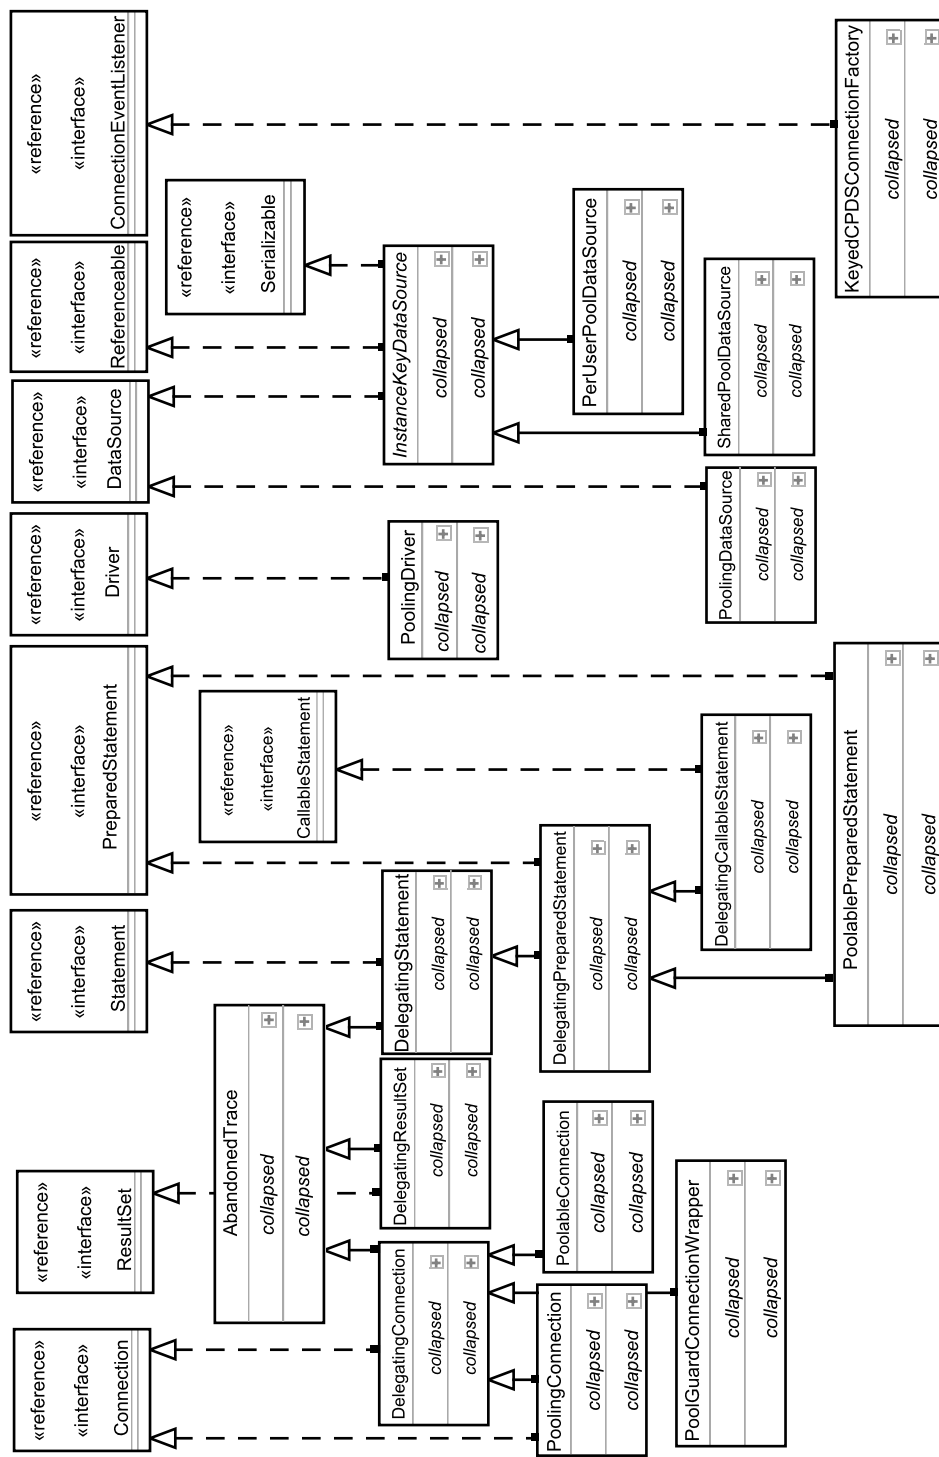 «reference»
«interface»
Connection
«reference»
«interface»
ResultSet
«reference»
«interface»
Statement
«reference»
«interface»
PreparedStatement
«reference»
«interface»
Driver
«reference»
«interface»
DataSource
«reference»
«interface»
Referenceable
«reference»
«interface»
ConnectionEventListener
«reference»
«interface»
CallableStatement
«reference»
«interface»
Serializable
AbandonedTrace
collapsed
collapsed
DelegatingConnection
collapsed
collapsed
DelegatingResultSet
collapsed
collapsed
DelegatingStatement
collapsed
collapsed
PoolingDriver
collapsed
collapsed
InstanceKeyDataSource
collapsed
collapsed
PoolingConnection
collapsed
collapsed
PoolableConnection
collapsed
collapsed
DelegatingPreparedStatement
collapsed
collapsed
PerUserPoolDataSource
collapsed
collapsed
PoolGuardConnectionWrapper
collapsed
collapsed
DelegatingCallableStatement
collapsed
collapsed
PoolingDataSource
collapsed
collapsed
SharedPoolDataSource
collapsed
collapsed
PoolablePreparedStatement
collapsed
collapsed
KeyedCPDSConnectionFactory
collapsed
collapsed